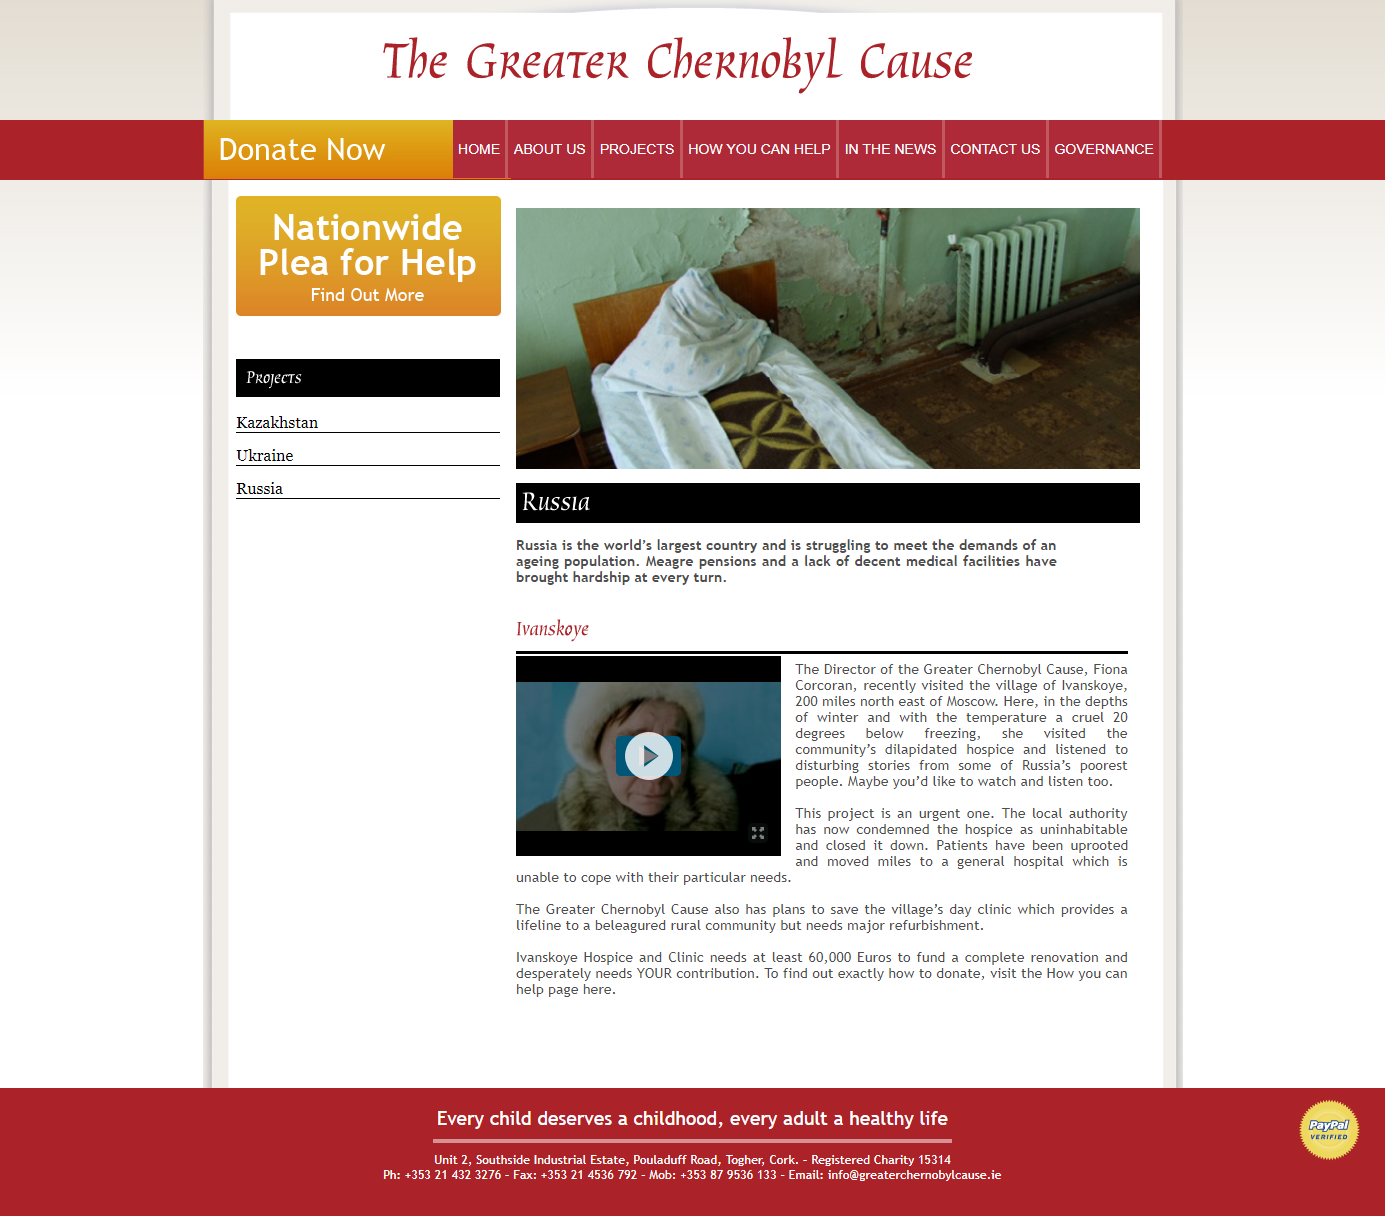 The Greater Chernobyl Cause
Donate Now
HOME
ABOUT US
PROJECTS
HOW YOU CAN HELP
IN THE NEWS
CONTACT US
GOVERNANCE
Nationwide
Plea for Help
Find Out More
Projects
Kazakhstan
Ukraine
Russia
Russia
Russia is the world’s largest country and is struggling to meet the demands of an
ageing population. Meagre pensions and a lack of decent medical facilities have
brought hardship at every turn.
Ivanskoye
The Director of the Greater Chernobyl Cause, Fiona
Corcoran, recently visited the village of Ivanskoye,
200 miles north east of Moscow. Here, in the depths
of winter and with the temperature a cruel 20
degrees below freezing, she visited the
community’s dilapidated hospice and listened to
disturbing stories from some of Russia’s poorest
people. Maybe you’d like to watch and listen too.
This project is an urgent one. The local authority
has now condemned the hospice as uninhabitable
and closed it down. Patients have been uprooted
and moved miles to a general hospital which is
unable to cope with their particular needs.
The Greater Chernobyl Cause also has plans to save the village’s day clinic which provides a
lifeline to a beleagured rural community but needs major refurbishment.
Ivanskoye Hospice and Clinic needs at least 60,000 Euros to fund a complete renovation and
desperately needs YOUR contribution. To find out exactly how to donate, visit the How you can
help page here.
Every child deserves a childhood, every adult a healthy life
Unit 2, Southside Industrial Estate, Pouladuff Road, Togher, Cork. - Registered Charity 15314
Ph: +353 21 432 3276 - Fax: +353 21 4536 792 - Mob: +353 87 9536 133 - Email: info@greaterchernobylcause.ie
PayPal
VERIFIED